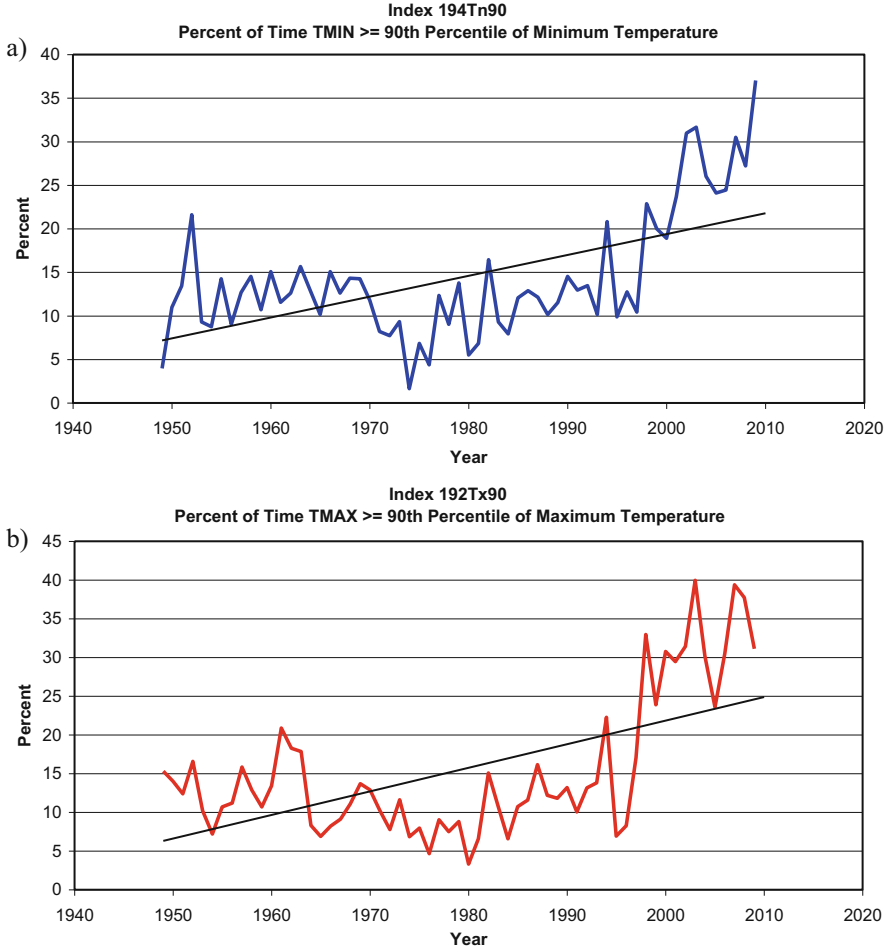 Index 194Tn90
Percent of Time TMIN >= 90th Percentile of Minimum Temperature
a)
40
35
30
25
20
15
10
5
0
Percent
1940 1950 1960 1970 1980 1990 2000 2010 2020
Year
Index 192Tx90
Percent of Time TMAX >= 90th Percentile of Maximum Temperature
b)
45
40
35
30
25
20
15
10
5
0
Percent
1940 1950 1960 1970 1980 1990 2000 2010 2020
Year